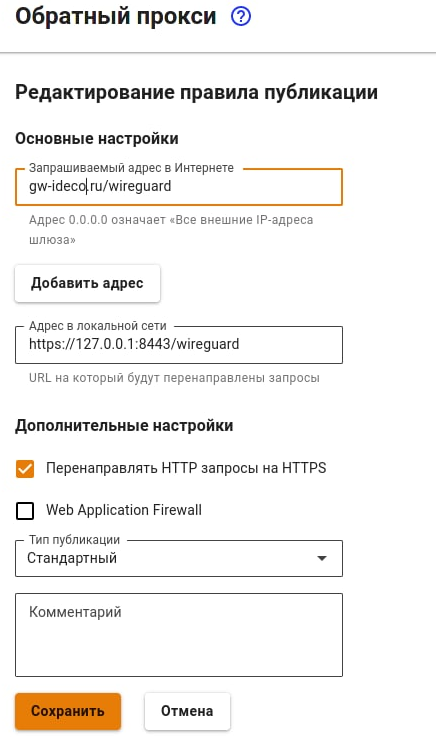 Обратный прокси ?
Редактирование правила публикации
Основные настройки
Запрашиваемый адрес в Интернете
gw-ideco.ru/wireguard
Адрес 0.0.0.0 означает «Все внешние IP-адреса
шлюза»
Добавить адрес
Адрес в локальной сети
https://127.0.0.1:8443/wireguard
URL на который будут перенаправлены запросы
Дополнительные настройки
Перенаправлять HTTP запросы на HTTPS
Web Application Firewall
Тип публикации
Стандартный
Комментарий
Сохранить Отмена